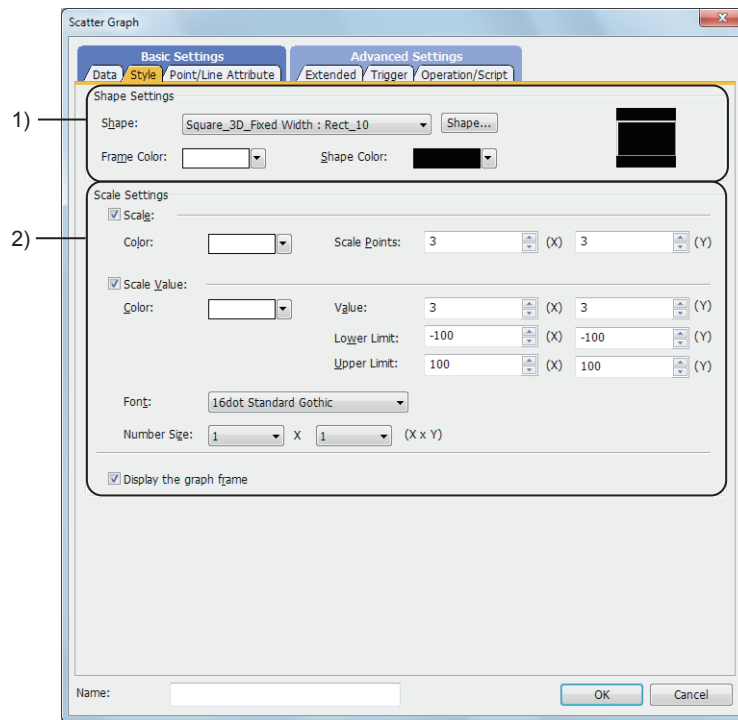 Scatter Graph
x
Basic Settings Advanced Settings
Data Style Point/Line Attribute Extended Trigger Operation/Script
Shape Settings
1)
Shape: Square_3D_Fixed Width : Rect_10 Shape...
Frame Color: Shape Color:
Scale Settings
Scale:
2)
Color: Scale Points: 3 (X) 3 (Y)
Scale Value:
Color: Value: 3 (X) 3 (Y)
Lower Limit: -100 (X) -100 (Y)
Upper Limit: 100 (X) 100 (Y)
Font: 16dot Standard Gothic
Number Size: 1 X 1 (X x Y)
Display the graph frame
Name: OK Cancel